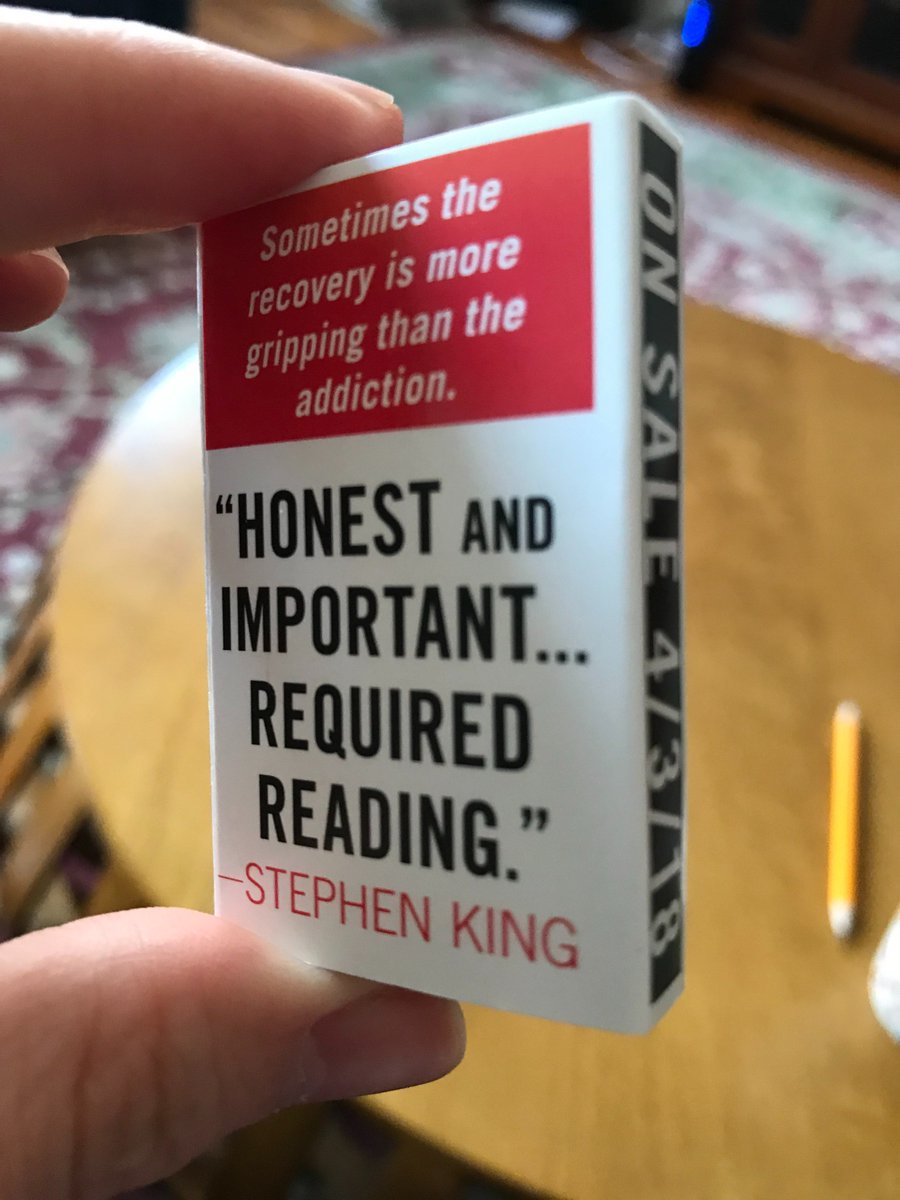 Sometimes the
recovery is more
gripping than the
addiction.
“HONEST AND
IMPORTANT...
REQUIRED
READING.”
—STEPHEN KING
ON SALE 4/3/18